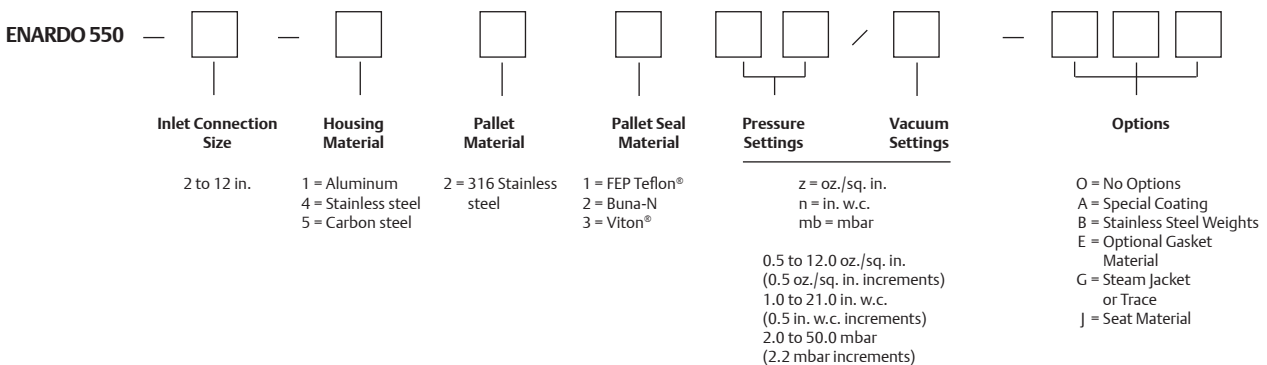 ENARDO 550 — — / —
Inlet Connection
Size
2 to 12 in.
Housing
Material
1 = Aluminum
4 = Stainless steel
5 = Carbon steel
Pallet
Material
2 = 316 Stainless
steel
Pallet Seal
Material
1 = FEP Teflon®
2 = Buna-N
3 = Viton®
Pressure
Settings
Vacuum
Settings
z = oz./sq. in.
n = in. w.c.
mb = mbar
0.5 to 12.0 oz./sq. in.
(0.5 oz./sq. in. increments)
1.0 to 21.0 in. w.c.
(0.5 in. w.c. increments)
2.0 to 50.0 mbar
(2.2 mbar increments)
Options
O = No Options
A = Special Coating
B = Stainless Steel Weights
E = Optional Gasket
Material
G = Steam Jacket
or Trace
J = Seat Material